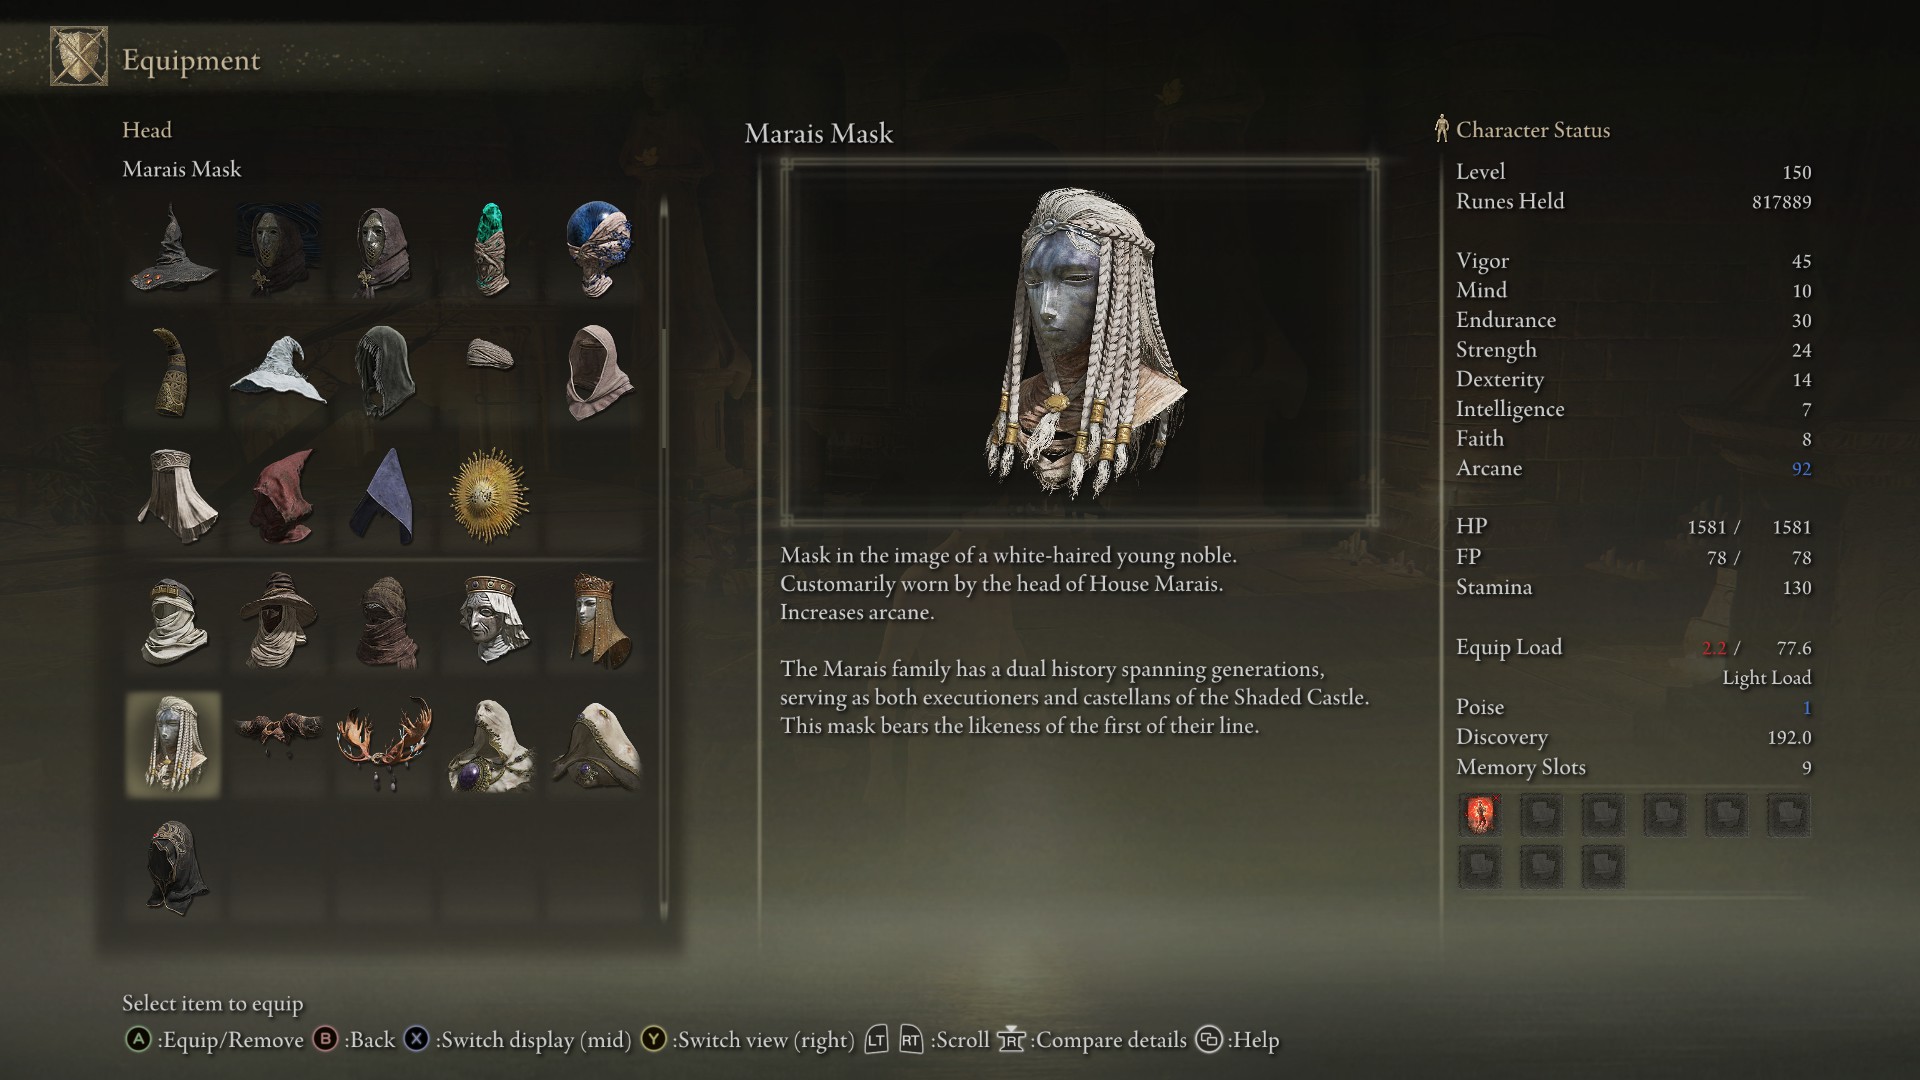 Equipment
Head
Marais Mask
Marais Mask
Mask in the image of a white-haired young noble.
Customarily worn by the head of House Marais.
Increases arcane.
The Marais family has a dual history spanning generations,
serving as both executioners and castellans of the Shaded Castle.
This mask bears the likeness of the first of their line.
Character Status
Level 150
Runes Held 817889
Vigor 45
Mind 10
Endurance 30
Strength 24
Dexterity 14
Intelligence 7
Faith 8
Arcane 92
HP 1581 / 1581
FP 78 / 78
Stamina 130
Equip Load 2.2 / 77.6
Light Load
Poise 1
Discovery 192.0
Memory Slots 9
Select item to equip
A :Equip/Remove B :Back X :Switch display (mid) Y :Switch view (right) LT RT :Scroll R :Compare details :Help